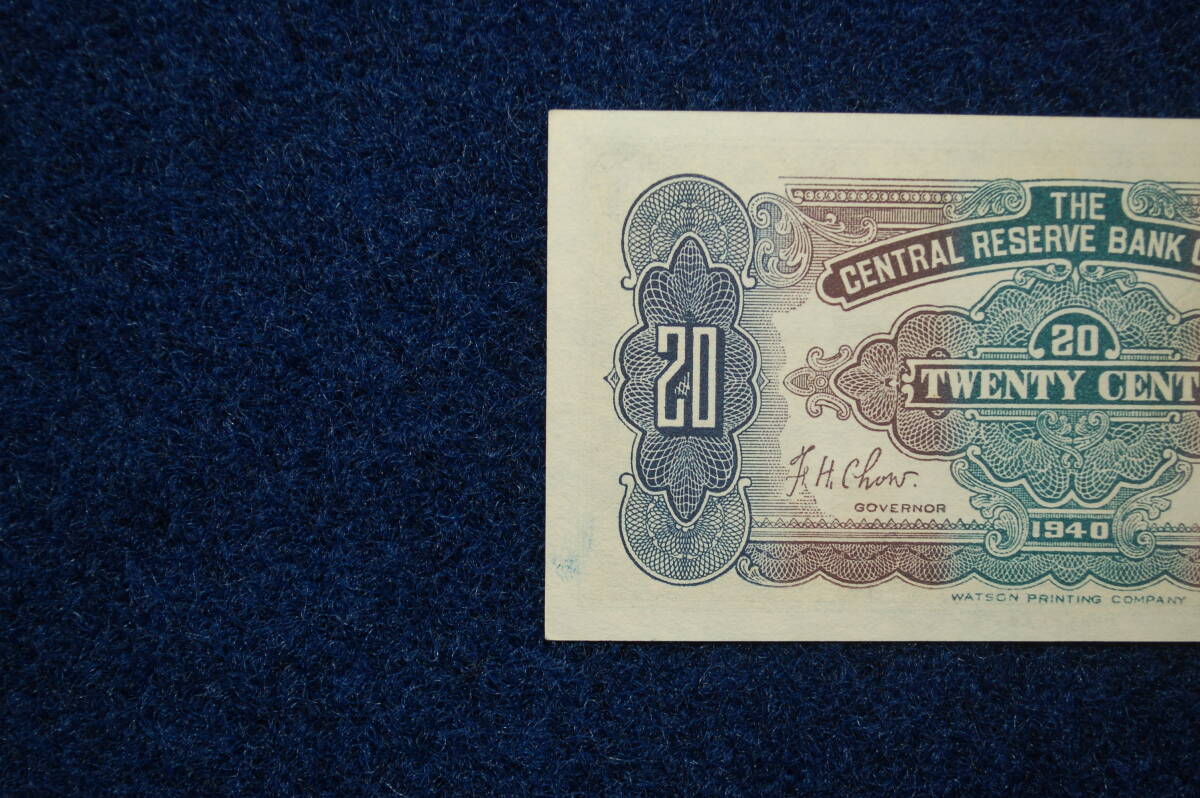 THE
CENTRAL RESERVE BANK
20
20
TWENTY CENT
F. H. Chow.
GOVERNOR
1940
WATSON PRINTING COMPANY